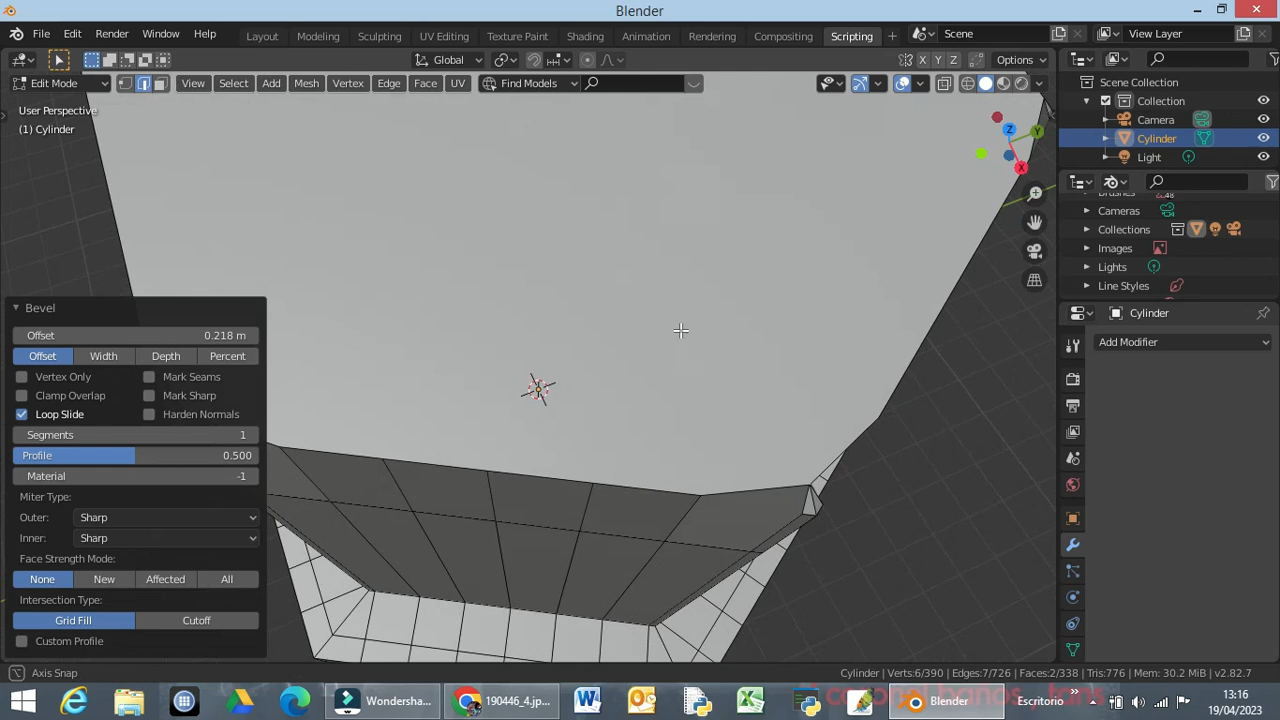 Blender
File Edit Render Window Help Layout Modeling Sculpting UV Editing Texture Paint Shading Animation Rendering Compositing Scripting + Scene View Layer
Global X Y Z Options
Edit Mode View Select Add Mesh Vertex Edge Face UV Find Models
User Perspective
(1) Cylinder
Z Y X
Scene Collection
Collection
Camera
Cylinder
Light
Cameras
Collections
Images
Lights
Line Styles
Cylinder
Add Modifier
Bevel
Offset 0.218 m
Offset Width Depth Percent
Vertex Only Mark Seams
Clamp Overlap Mark Sharp
Loop Slide Harden Normals
Segments 1
Profile 0.500
Material -1
Miter Type:
Outer: Sharp
Inner: Sharp
Face Strength Mode:
None New Affected All
Intersection Type:
Grid Fill Cutoff
Custom Profile
Axis Snap Cylinder | Verts:6/390 | Edges:7/726 | Faces:2/338 | Tris:776 | Mem: 30.2 MiB | v2.82.7
Wondersha... 190446_4.jp... Blender Escritorio 13:16
19/04/2023